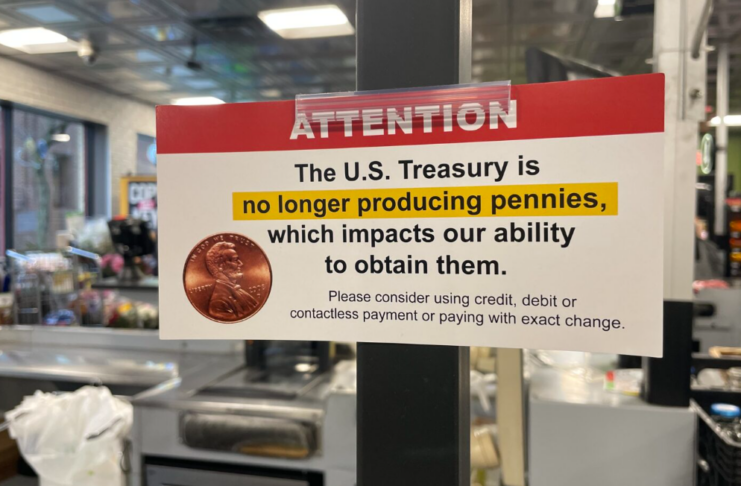 ATTENTION
The U.S. Treasury is
no longer producing pennies,
which impacts our ability
to obtain them.
Please consider using credit, debit or
contactless payment or paying with exact change.